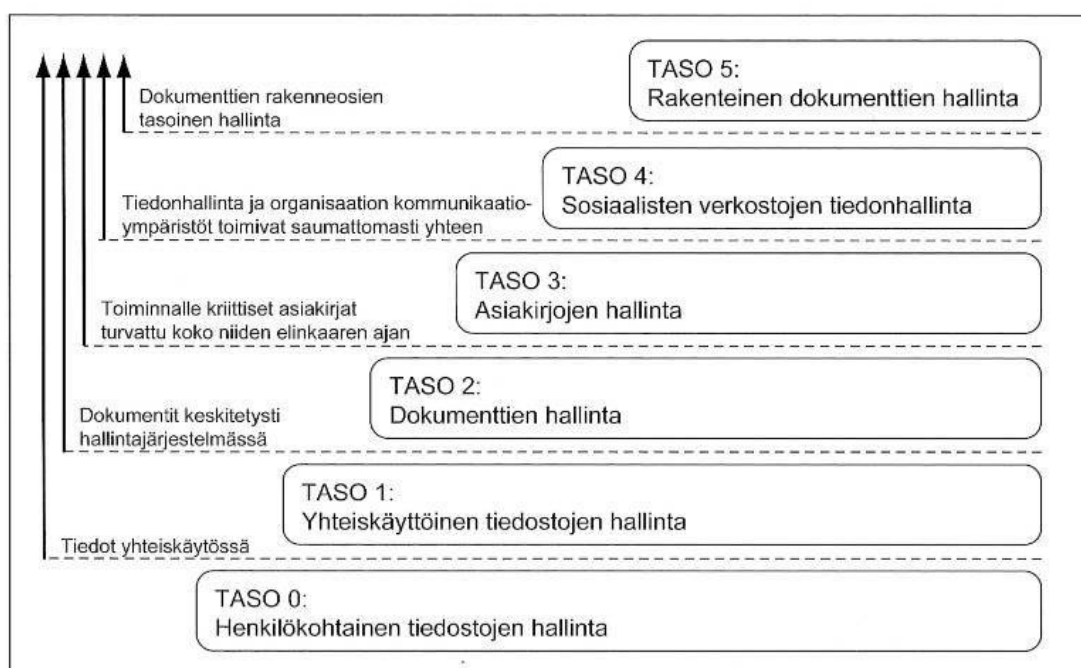 TASO 5:
Rakenteinen dokumenttien hallinta
Dokumenttien rakenneosien
tasoinen hallinta
TASO 4:
Sosiaalisten verkostojen tiedonhallinta
Tiedonhallinta ja organisaation kommunikaatio-
ympäristöt toimivat saumattomasti yhteen
TASO 3:
Asiakirjojen hallinta
Toiminnalle kriittiset asiakirjat
turvattu koko niiden elinkaaren ajan
TASO 2:
Dokumenttien hallinta
Dokumentit keskitetysti
hallintajärjestelmässä
TASO 1:
Yhteiskäyttöinen tiedostojen hallinta
Tiedot yhteiskäytössä
TASO 0:
Henkilökohtainen tiedostojen hallinta